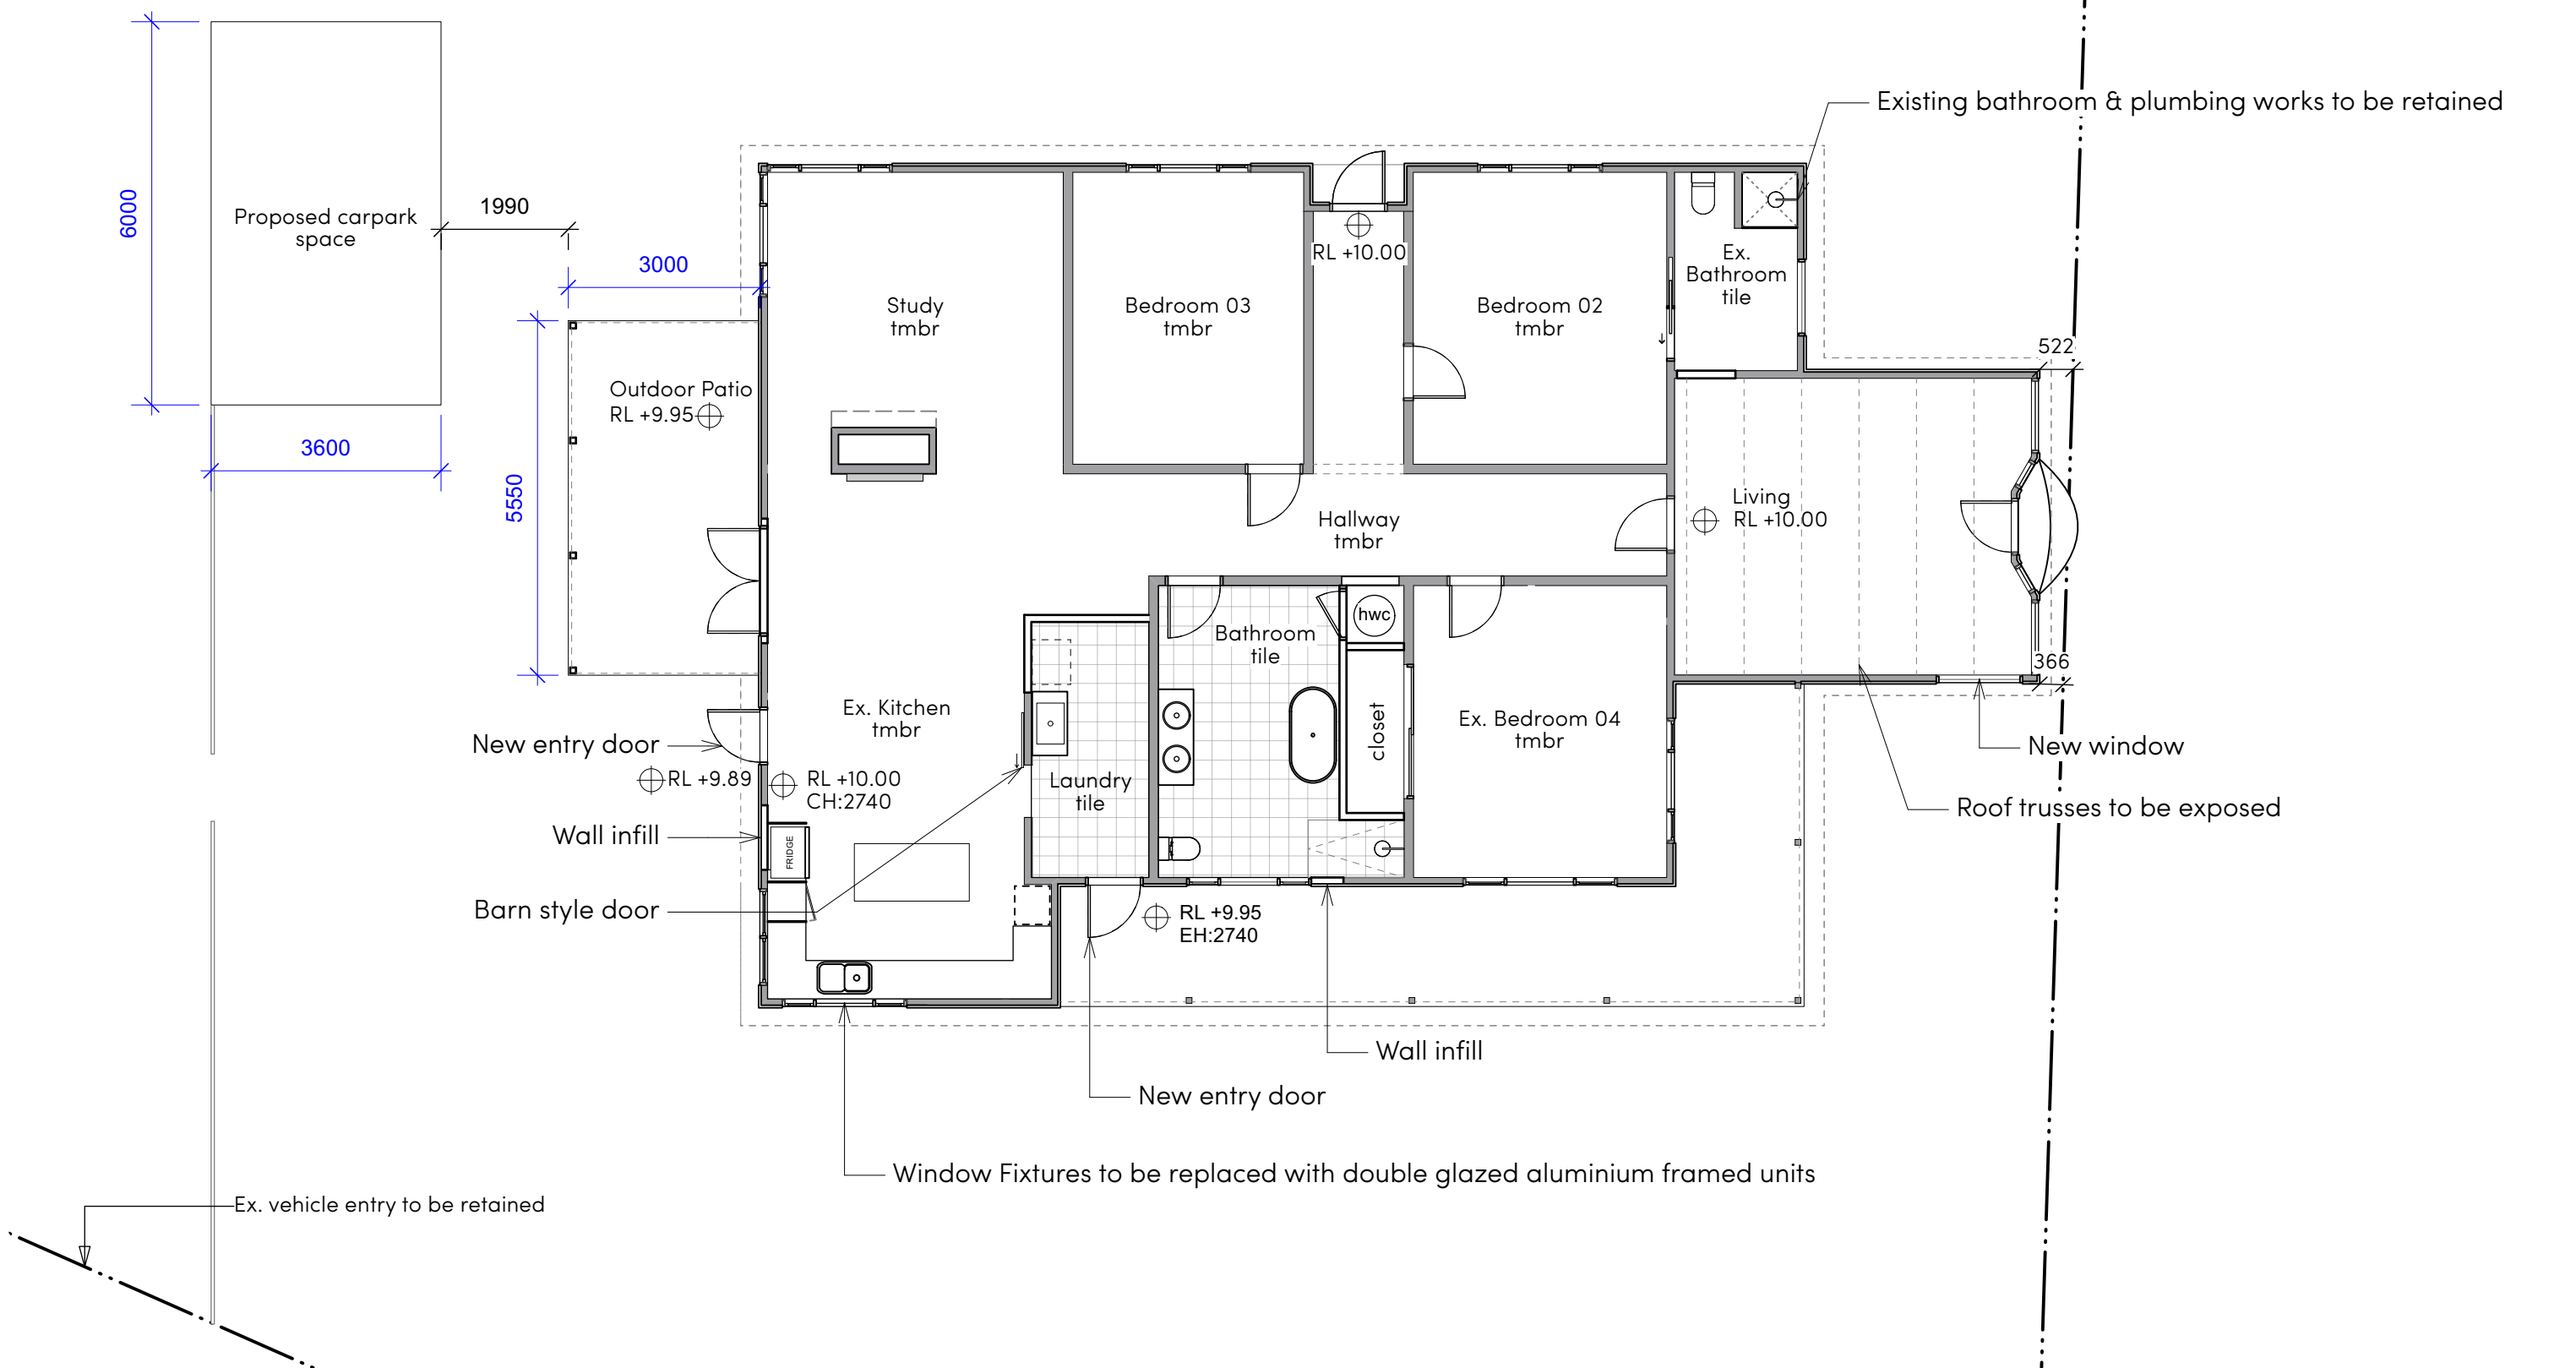 Existing bathroom & plumbing works to be retained
6000
Proposed carpark
space
1990
3000
3600
5550
Outdoor Patio
RL +9.95
Study
tmbr
Bedroom 03
tmbr
RL +10.00
Bedroom 02
tmbr
Ex.
Bathroom
tile
522
Living
RL +10.00
Hallway
tmbr
hwc
Bathroom
tile
closet
366
Ex. Kitchen
tmbr
Ex. Bedroom 04
tmbr
New entry door
New window
RL +9.89
RL +10.00
CH:2740
Laundry
tile
Roof trusses to be exposed
Wall infill
FRIDGE
Barn style door
RL +9.95
EH:2740
Wall infill
New entry door
Window Fixtures to be replaced with double glazed aluminium framed units
Ex. vehicle entry to be retained